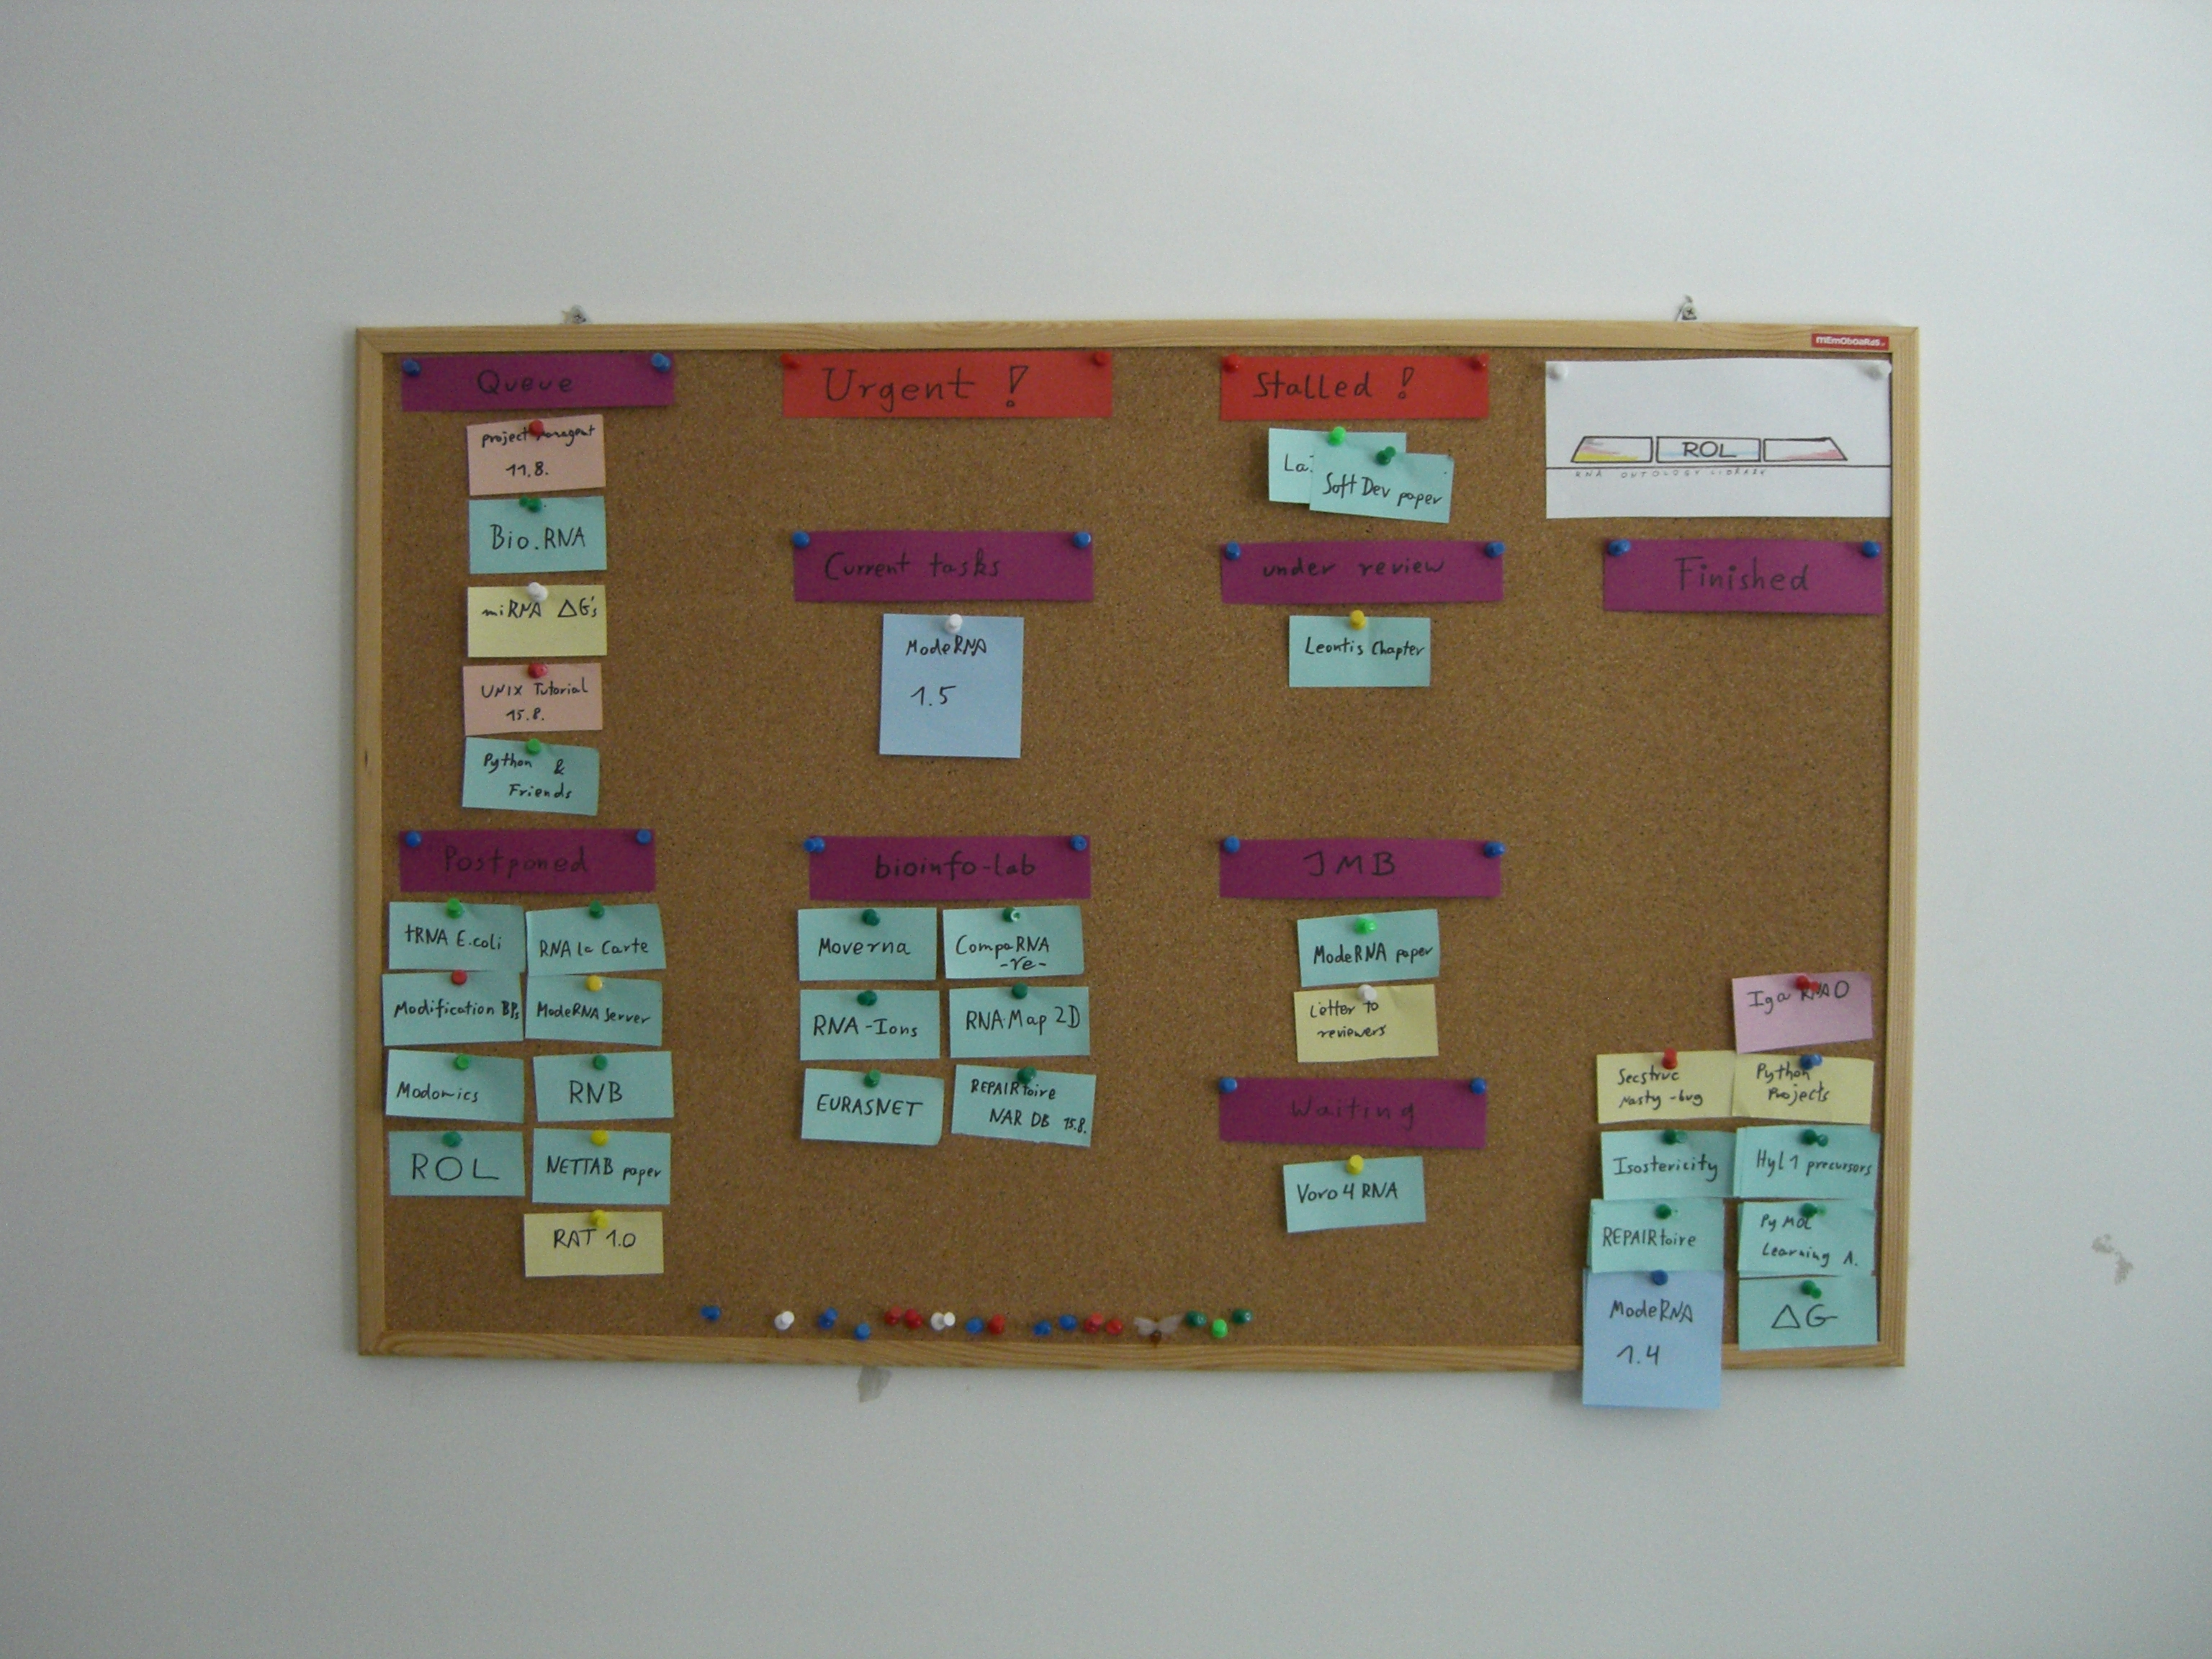 mEmoboards
Queue
project
11.8.
Bio.RNA
miRNA ΔG's
UNIX Tutorial
15.8.
Python &
Friends
Postponed
tRNA E.coli
RNA la Carte
Modification BPs
ModeRNA Server
Modomics
RNB
ROL
NETTAB paper
RAT 1.0
Urgent !
Current tasks
ModeRNA
1.5
bioinfo-lab
Moverna
CompaRNA
-re-
RNA-Ions
RNA Map 2D
EURASNET
REPAIRtoire
NAR DB 15.8.
Stalled !
La
Soft Dev paper
under review
Leontis Chapter
JMB
ModeRNA paper
Letter to
reviewers
Waiting
Voro4RNA
ROL
RNA ONTOLOGY LIBRARY
Finished
Iga RNAO
Secstruc
nasty -bug
Python
Projects
Isostericity
Hyl1 precursors
REPAIRtoire
PyMOL
Learning 1.
ModeRNA
1.4
ΔG